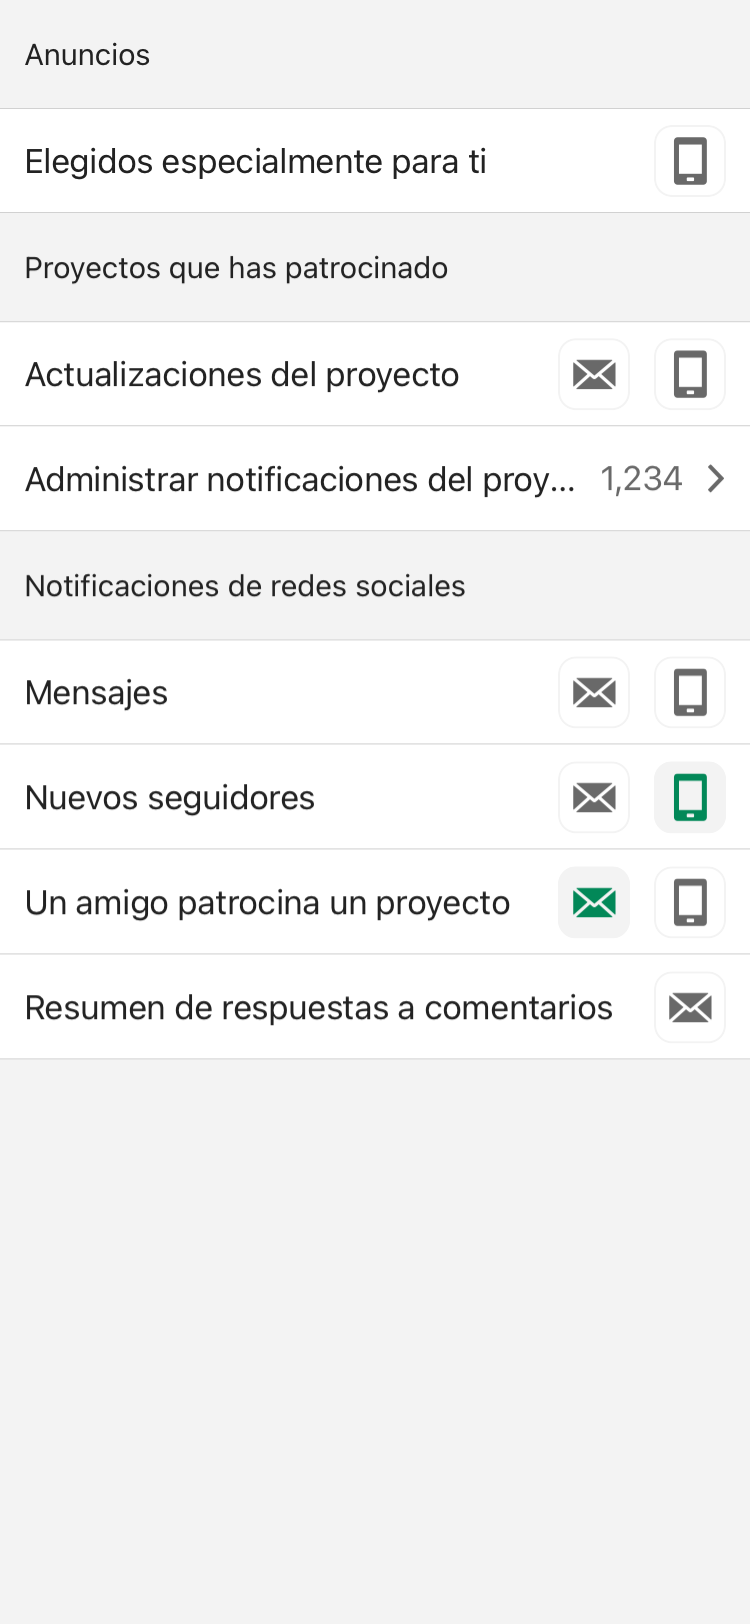 Anuncios
Elegidos especialmente para ti
Proyectos que has patrocinado
Actualizaciones del proyecto
Administrar notificaciones del proy... 1,234
Notificaciones de redes sociales
Mensajes
Nuevos seguidores
Un amigo patrocina un proyecto
Resumen de respuestas a comentarios